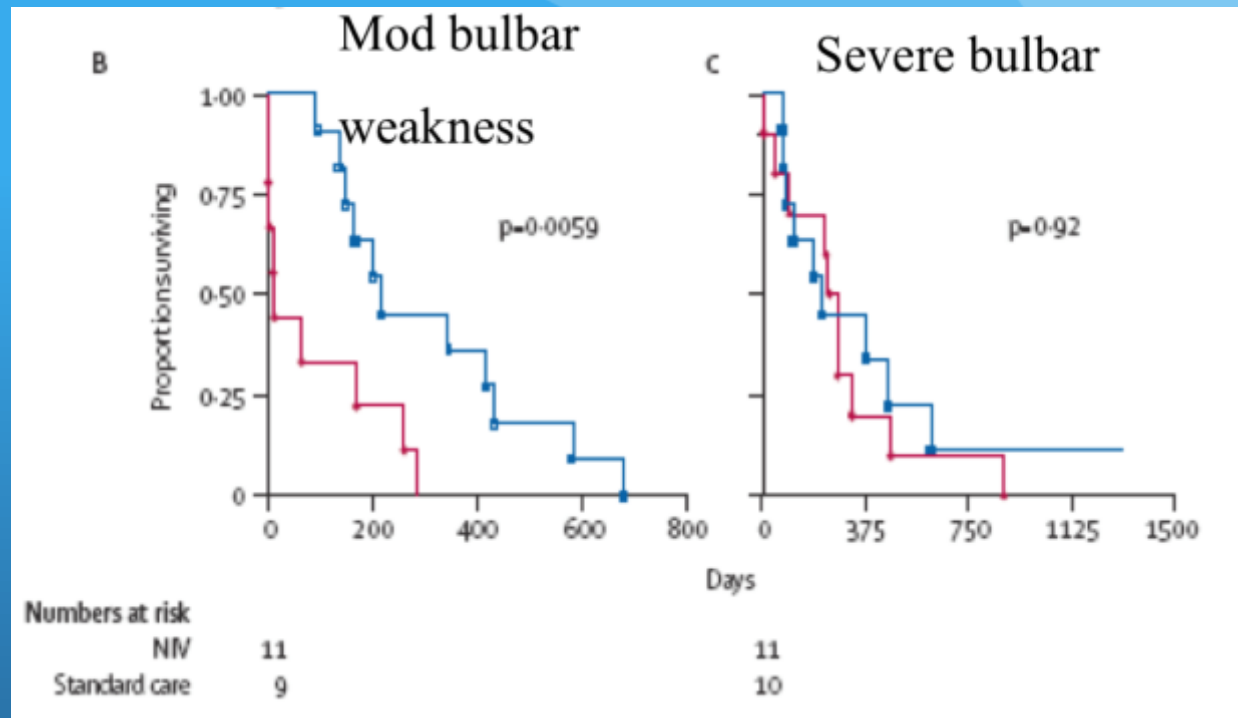 Mod bulbar
weakness
Severe bulbar
B
C
1·00
0·75
0·50
0·25
0
Proportion surviving
p=0·0059
p=0·92
0 200 400 600 800
0 375 750 1125 1500
Days
Numbers at risk
NIV 11 11
Standard care 9 10